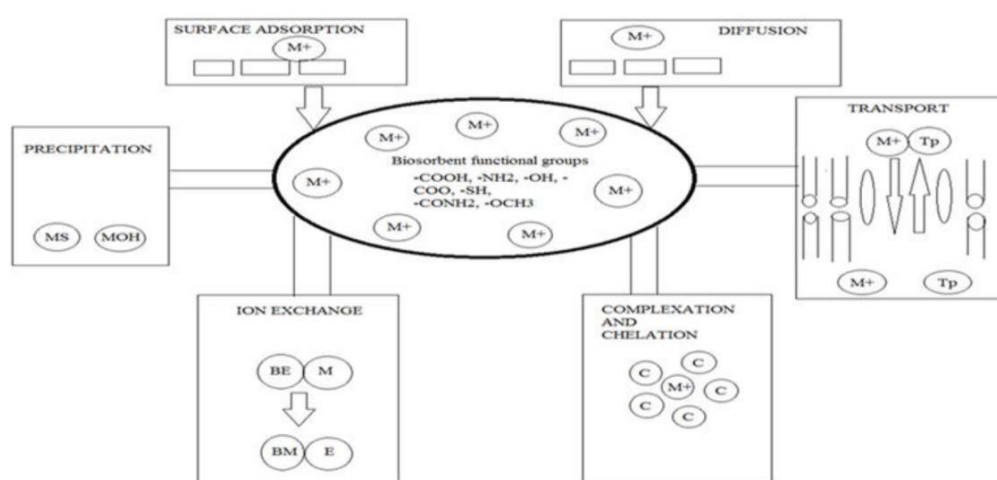 SURFACE ADSORPTION
M+
DIFFUSION
M+
PRECIPITATION
MS
MOH
TRANSPORT
M+
Tp
M+
Tp
M+
M+
M+
M+
M+
M+
M+
Biosorbent functional groups
-COOH, -NH2, -OH, -
COO, -SH,
-CONH2, -OCH3
ION EXCHANGE
BE
M
BM
E
COMPLEXATION
AND
CHELATION
C
C
M+
C
C
C